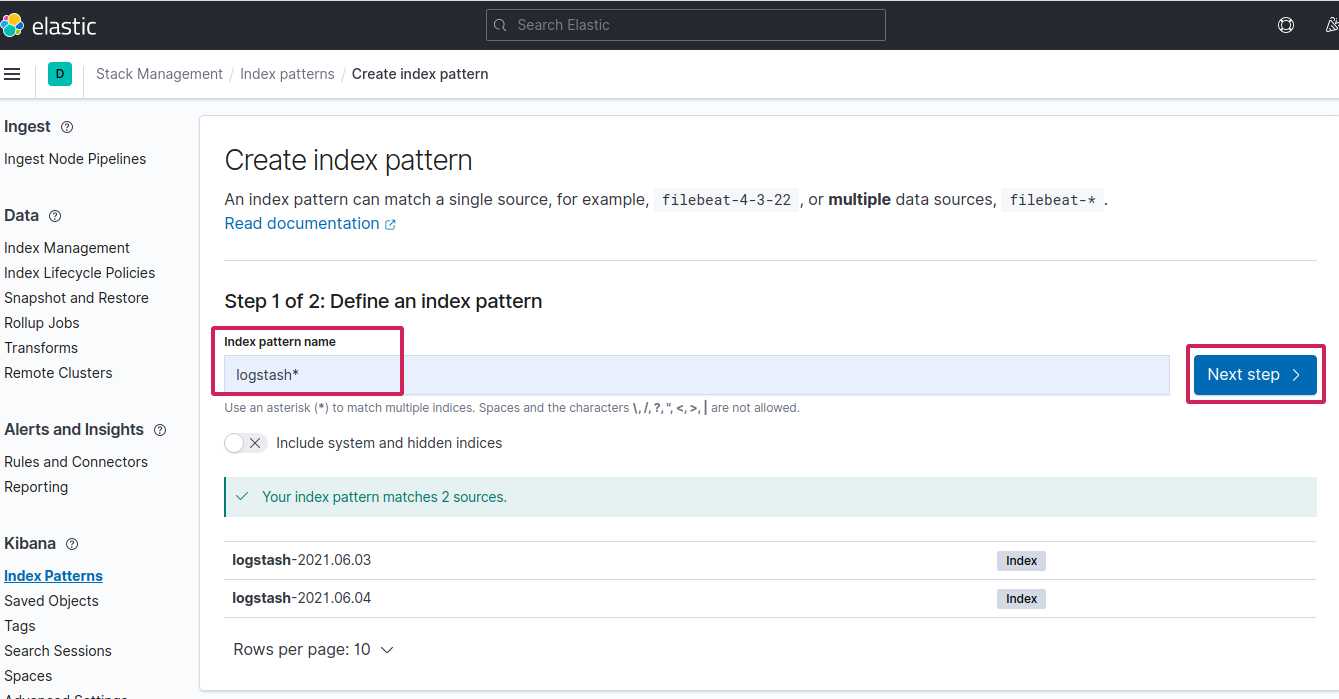 elastic
Search Elastic
D Stack Management / Index patterns / Create index pattern
Ingest
Ingest Node Pipelines
Data
Index Management
Index Lifecycle Policies
Snapshot and Restore
Rollup Jobs
Transforms
Remote Clusters
Alerts and Insights
Rules and Connectors
Reporting
Kibana
Index Patterns
Saved Objects
Tags
Search Sessions
Spaces
Advanced Settings
Create index pattern
An index pattern can match a single source, for example, filebeat-4-3-22 , or multiple data sources, filebeat-* .
Read documentation
Step 1 of 2: Define an index pattern
Index pattern name
logstash*
Next step
Use an asterisk (*) to match multiple indices. Spaces and the characters \, /, ?, ", <, >, | are not allowed.
Include system and hidden indices
Your index pattern matches 2 sources.
logstash-2021.06.03 Index
logstash-2021.06.04 Index
Rows per page: 10